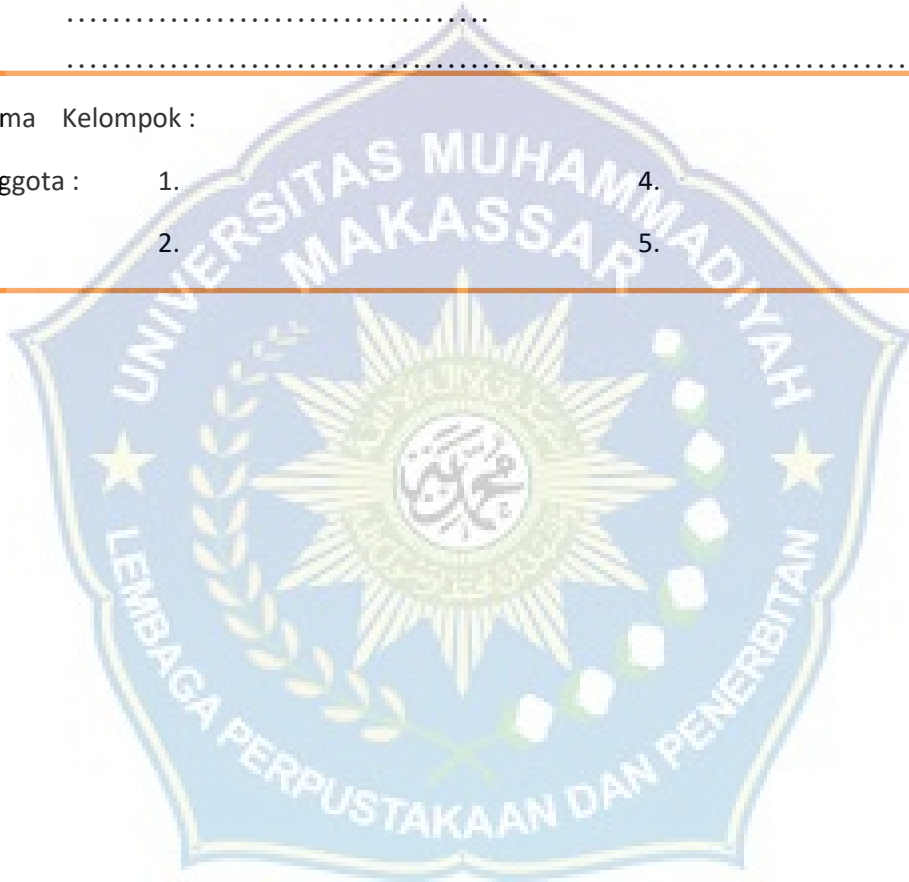 ……………………………….
……………………………………………………………….
ma Kelompok :
ggota : 1. 4.
2. 5.
UNIVERSITAS MUHAMMADIYAH
MAKASSAR
LEMBAGA PERPUSTAKAAN DAN PENERBITAN